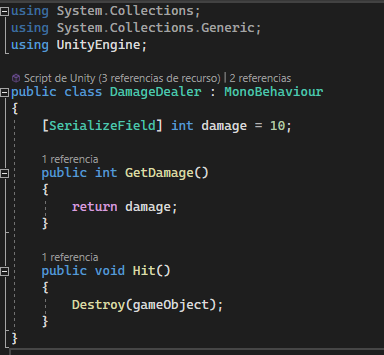 using System.Collections;
using System.Collections.Generic;
using UnityEngine;
Script de Unity (3 referencias de recurso) | 2 referencias
public class DamageDealer : MonoBehaviour
{
    [SerializeField] int damage = 10;
    1 referencia
    public int GetDamage()
    {
        return damage;
    }
    1 referencia
    public void Hit()
    {
        Destroy(gameObject);
    }
}